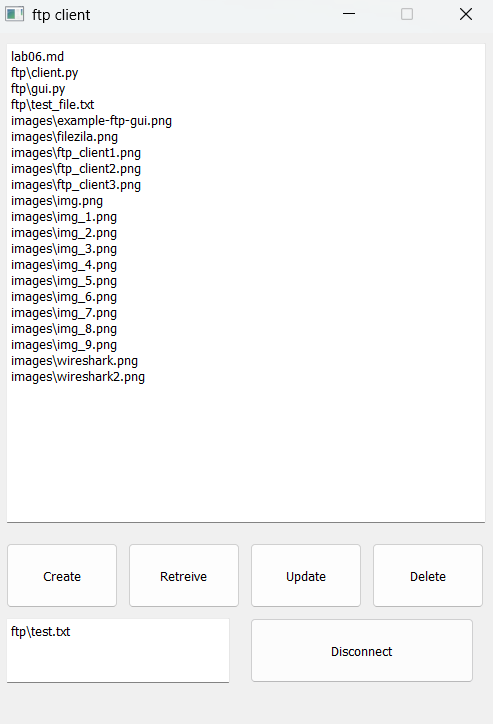 ftp client
lab06.md
ftp\client.py
ftp\gui.py
ftp\test_file.txt
images\example-ftp-gui.png
images\filezila.png
images\ftp_client1.png
images\ftp_client2.png
images\ftp_client3.png
images\img.png
images\img_1.png
images\img_2.png
images\img_3.png
images\img_4.png
images\img_5.png
images\img_6.png
images\img_7.png
images\img_8.png
images\img_9.png
images\wireshark.png
images\wireshark2.png
Create Retreive Update Delete
ftp\test.txt Disconnect